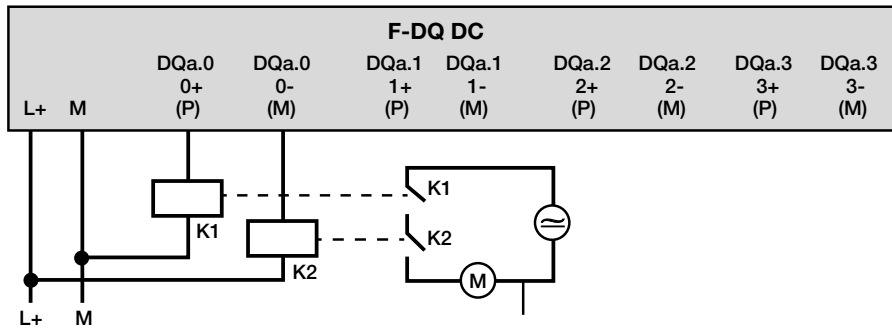 F-DQ DC
DQa.0 DQa.0 DQa.1 DQa.1 DQa.2 DQa.2 DQa.3 DQa.3
0+ 0- 1+ 1- 2+ 2- 3+ 3-
L+ M (P) (M) (P) (M) (P) (M) (P) (M)
K1
K1
K2
K2
M
L+ M